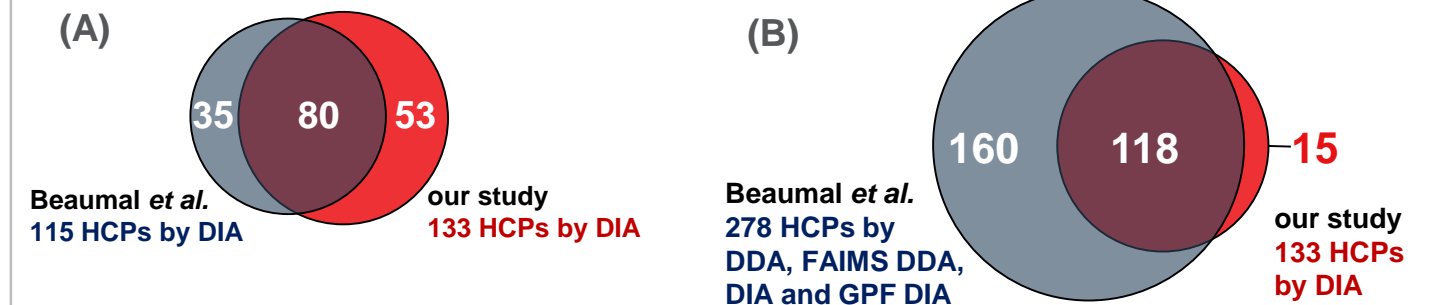 (A)
35
80
53
Beaumal et al.
115 HCPs by DIA
our study
133 HCPs by DIA
(B)
160
118
15
Beaumal et al.
278 HCPs by
DDA, FAIMS DDA,
DIA and GPF DIA
our study
133 HCPs
by DIA